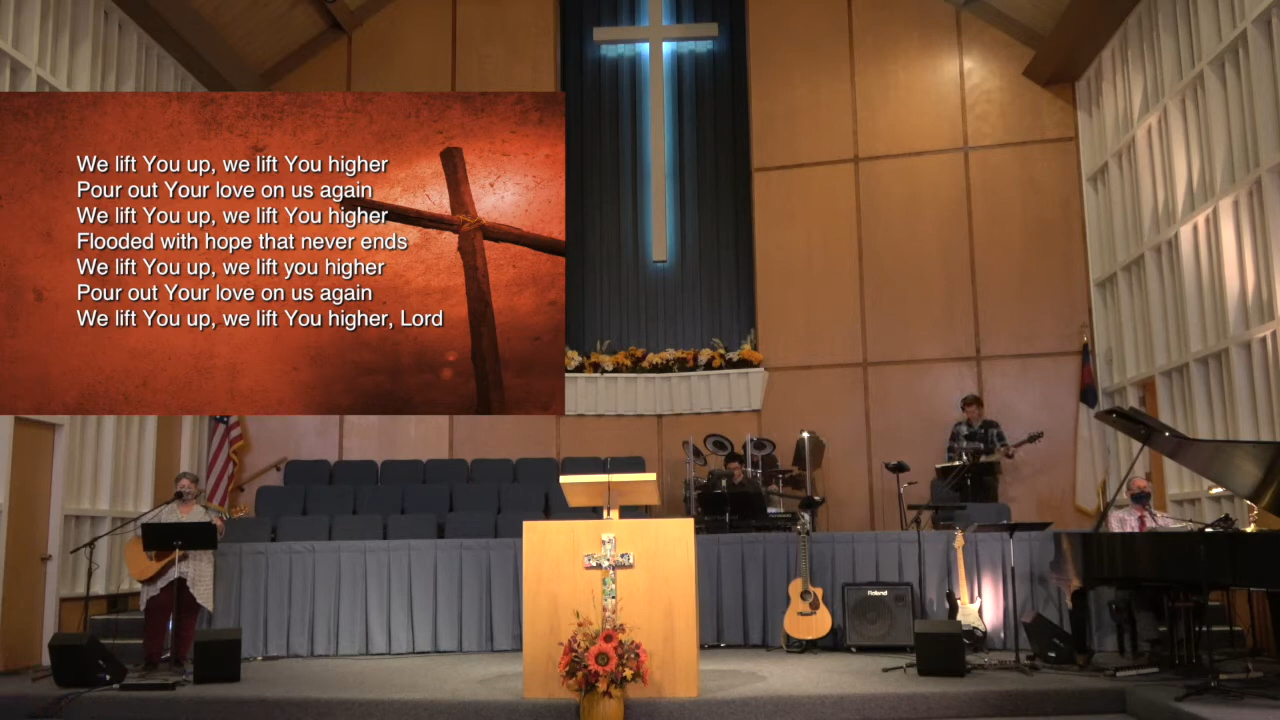 We lift You up, we lift You higher
Pour out Your love on us again
We lift You up, we lift You higher
Flooded with hope that never ends
We lift You up, we lift you higher
Pour out Your love on us again
We lift You up, we lift You higher, Lord
Roland